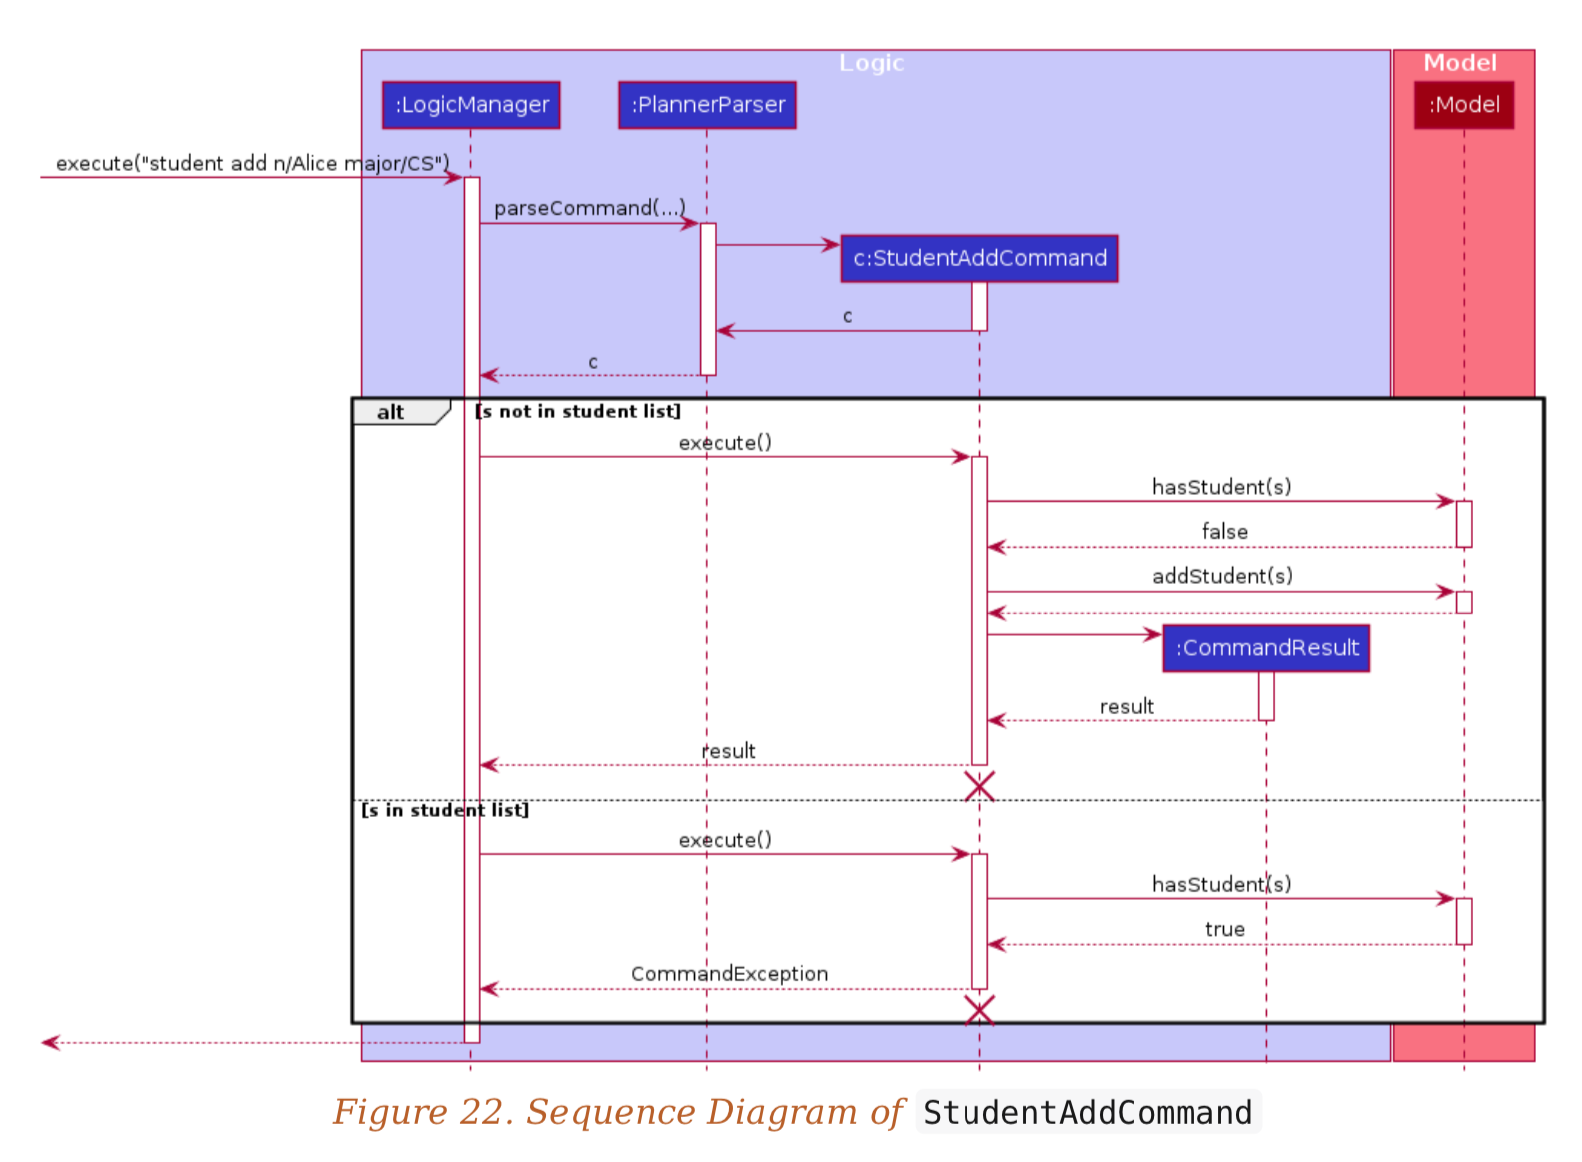 Logic
Model
:LogicManager
:PlannerParser
:Model
execute("student add n/Alice major/CS")
parseCommand(...)
c:StudentAddCommand
c
c
alt
[s not in student list]
execute()
hasStudent(s)
false
addStudent(s)
:CommandResult
result
result
[s in student list]
execute()
hasStudent(s)
true
CommandException
Figure 22. Sequence Diagram of StudentAddCommand